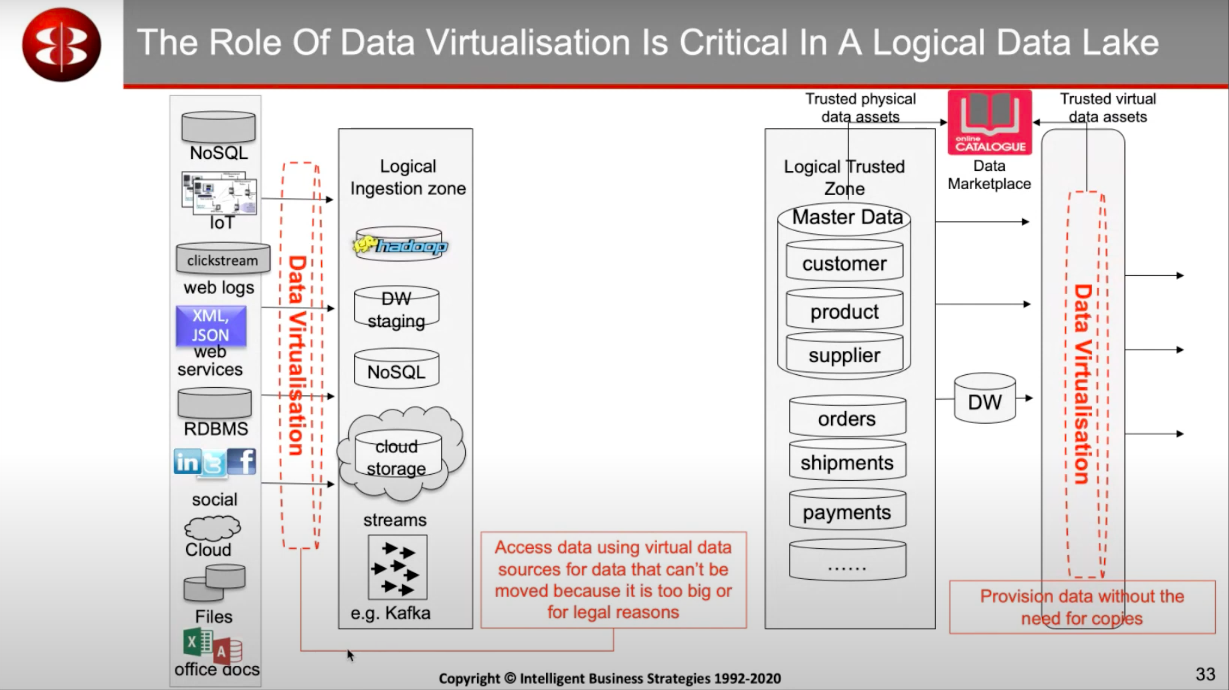 The Role Of Data Virtualisation Is Critical In A Logical Data Lake
NoSQL
IoT
clickstream
web logs
XML,
JSON
web
services
RDBMS
in
f
social
Cloud
Files
X
A
office docs
Data Virtualisation
Logical
Ingestion zone
hadoop
DW
staging
NoSQL
cloud
storage
streams
e.g. Kafka
Access data using virtual data
sources for data that can't be
moved because it is too big or
for legal reasons
Trusted physical
data assets
Logical Trusted
Zone
Master Data
customer
product
supplier
orders
shipments
payments
......
online
CATALOGUE
Data
Marketplace
DW
Trusted virtual
data assets
Data Virtualisation
Provision data without the
need for copies
Copyright © Intelligent Business Strategies 1992-2020
33